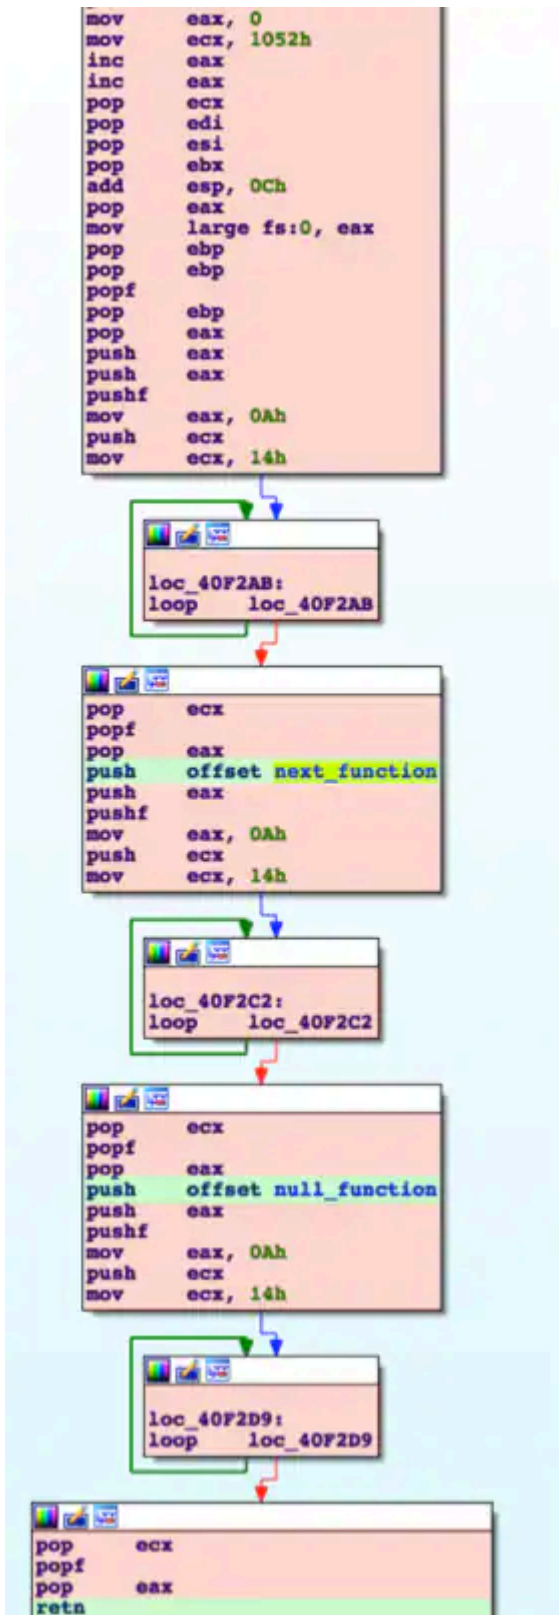 mov eax, 0
mov ecx, 1052h
inc eax
inc eax
pop ecx
pop edi
pop esi
pop ebx
add esp, 0Ch
pop eax
mov large fs:0, eax
pop ebp
pop ebp
popf
pop ebp
pop eax
push eax
push eax
pushf
mov eax, 0Ah
push ecx
mov ecx, 14h
loc_40F2AB:
loop loc_40F2AB
pop ecx
popf
pop eax
push offset next_function
push eax
pushf
mov eax, 0Ah
push ecx
mov ecx, 14h
loc_40F2C2:
loop loc_40F2C2
pop ecx
popf
pop eax
push offset null_function
push eax
pushf
mov eax, 0Ah
push ecx
mov ecx, 14h
loc_40F2D9:
loop loc_40F2D9
pop ecx
popf
pop eax
retn